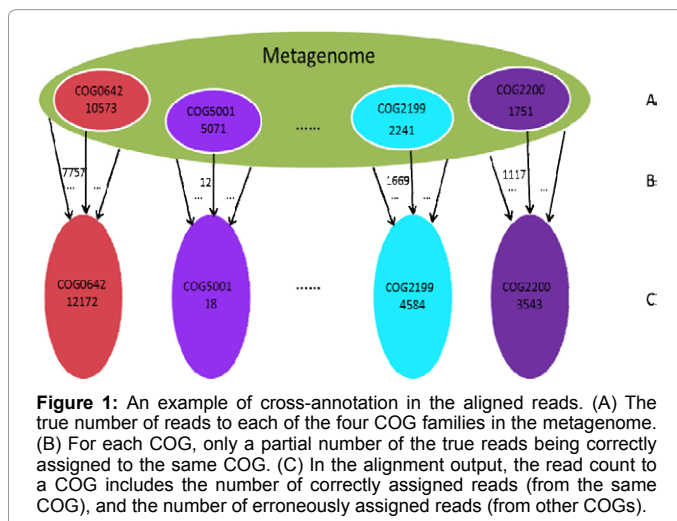 Metagenome
COG0642
10573
COG5001
5071
......
COG2199
2241
COG2200
1751
A.
7757
...
...
12
...
...
1669
...
...
1117
...
...
B:
COG0642
12172
COG5001
18
......
COG2199
4584
COG2200
3543
C)
Figure 1: An example of cross-annotation in the aligned reads. (A) The
true number of reads to each of the four COG families in the metagenome.
(B) For each COG, only a partial number of the true reads being correctly
assigned to the same COG. (C) In the alignment output, the read count to
a COG includes the number of correctly assigned reads (from the same
COG), and the number of erroneously assigned reads (from other COGs).